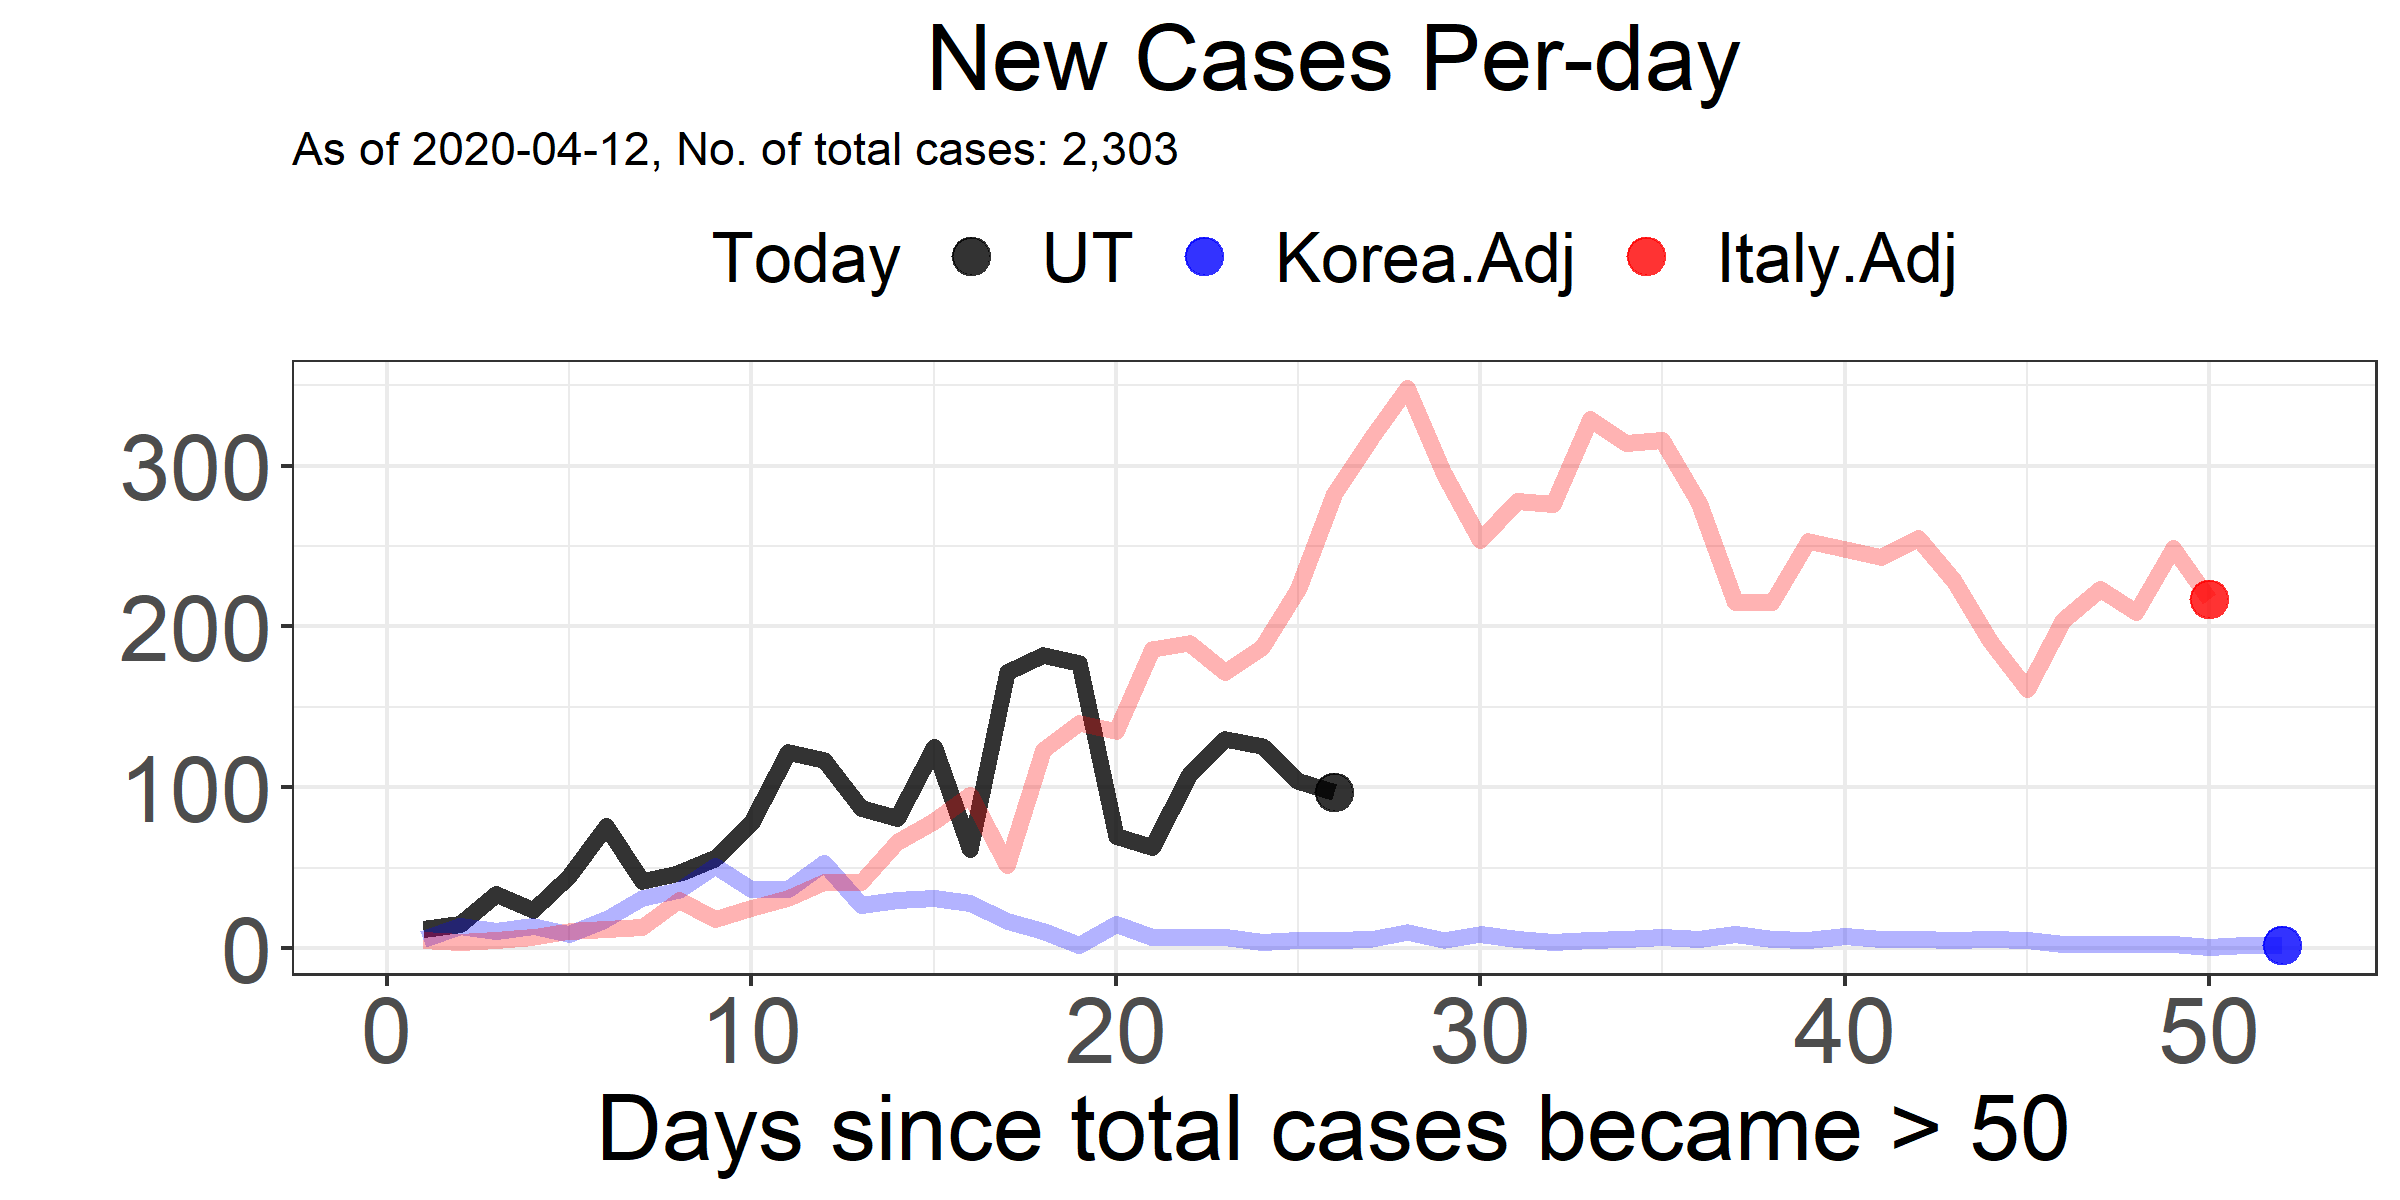 New Cases Per-day
As of 2020-04-12, No. of total cases: 2,303
Today UT Korea.Adj Italy.Adj
300
200
100
0
0 10 20 30 40 50
Days since total cases became > 50